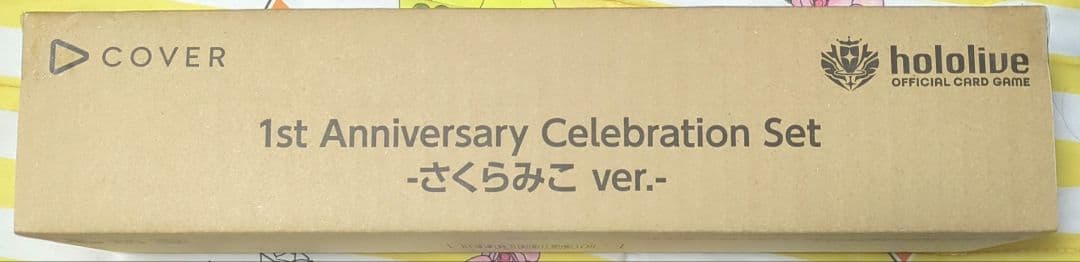 COVER
hololive
OFFICIAL CARD GAME
1st Anniversary Celebration Set
-さくらみこ ver.-